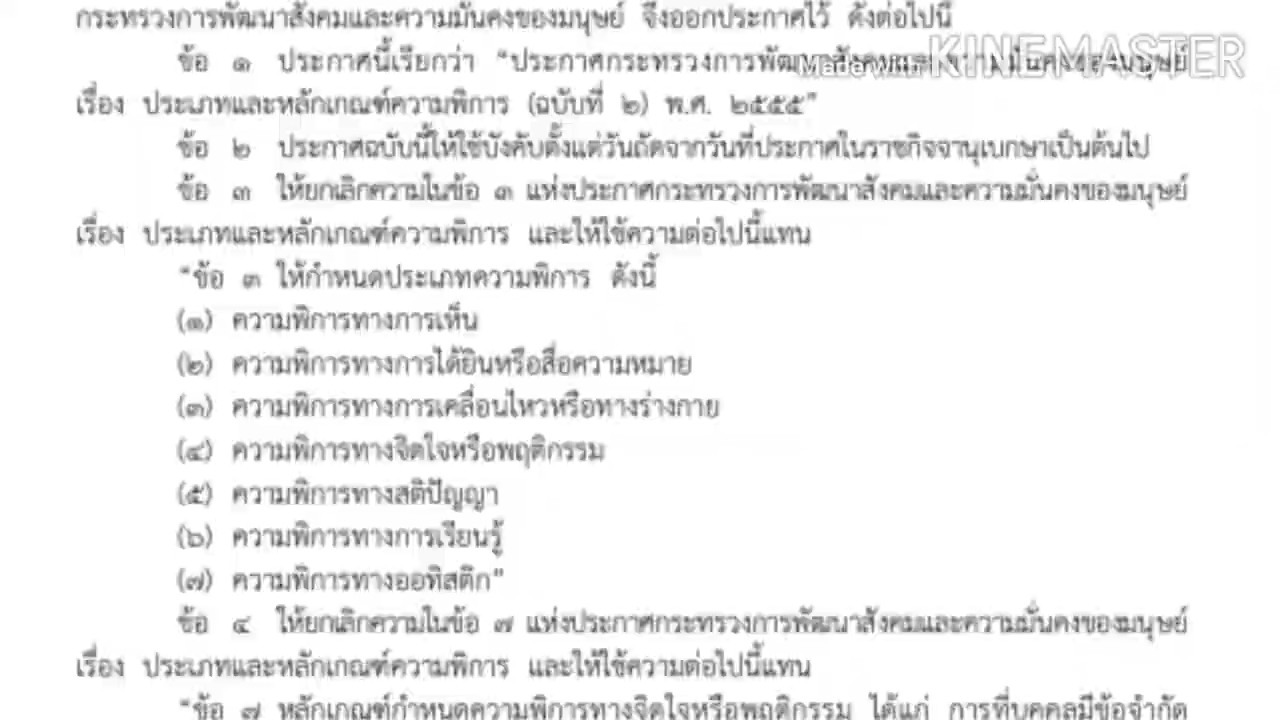 กระทรวงการพัฒนาสังคมและความมั่นคงของมนุษย์ จึงออกประกาศไว้ ดังต่อไปนี้
Made with KINEMASTER
ข้อ ๑ ประกาศนี้เรียกว่า “ประกาศกระทรวงการพัฒนาสังคมและความมั่นคงของมนุษย์
เรื่อง ประเภทและหลักเกณฑ์ความพิการ (ฉบับที่ ๒) พ.ศ. ๒๕๕๕”
ข้อ ๒ ประกาศฉบับนี้ให้ใช้บังคับตั้งแต่วันถัดจากวันที่ประกาศในราชกิจจานุเบกษาเป็นต้นไป
ข้อ ๓ ให้ยกเลิกความในข้อ ๓ แห่งประกาศกระทรวงการพัฒนาสังคมและความมั่นคงของมนุษย์
เรื่อง ประเภทและหลักเกณฑ์ความพิการ และให้ใช้ความต่อไปนี้แทน
“ข้อ ๓ ให้กำหนดประเภทความพิการ ดังนี้
(๑) ความพิการทางการเห็น
(๒) ความพิการทางการได้ยินหรือสื่อความหมาย
(๓) ความพิการทางการเคลื่อนไหวหรือทางร่างกาย
(๔) ความพิการทางจิตใจหรือพฤติกรรม
(๕) ความพิการทางสติปัญญา
(๖) ความพิการทางการเรียนรู้
(๗) ความพิการทางออทิสติก”
ข้อ ๔ ให้ยกเลิกความในข้อ ๗ แห่งประกาศกระทรวงการพัฒนาสังคมและความมั่นคงของมนุษย์
เรื่อง ประเภทและหลักเกณฑ์ความพิการ และให้ใช้ความต่อไปนี้แทน
“ข้อ ๗ หลักเกณฑ์กำหนดความพิการทางจิตใจหรือพฤติกรรม ได้แก่ การที่บุคคลมีข้อจำกัด